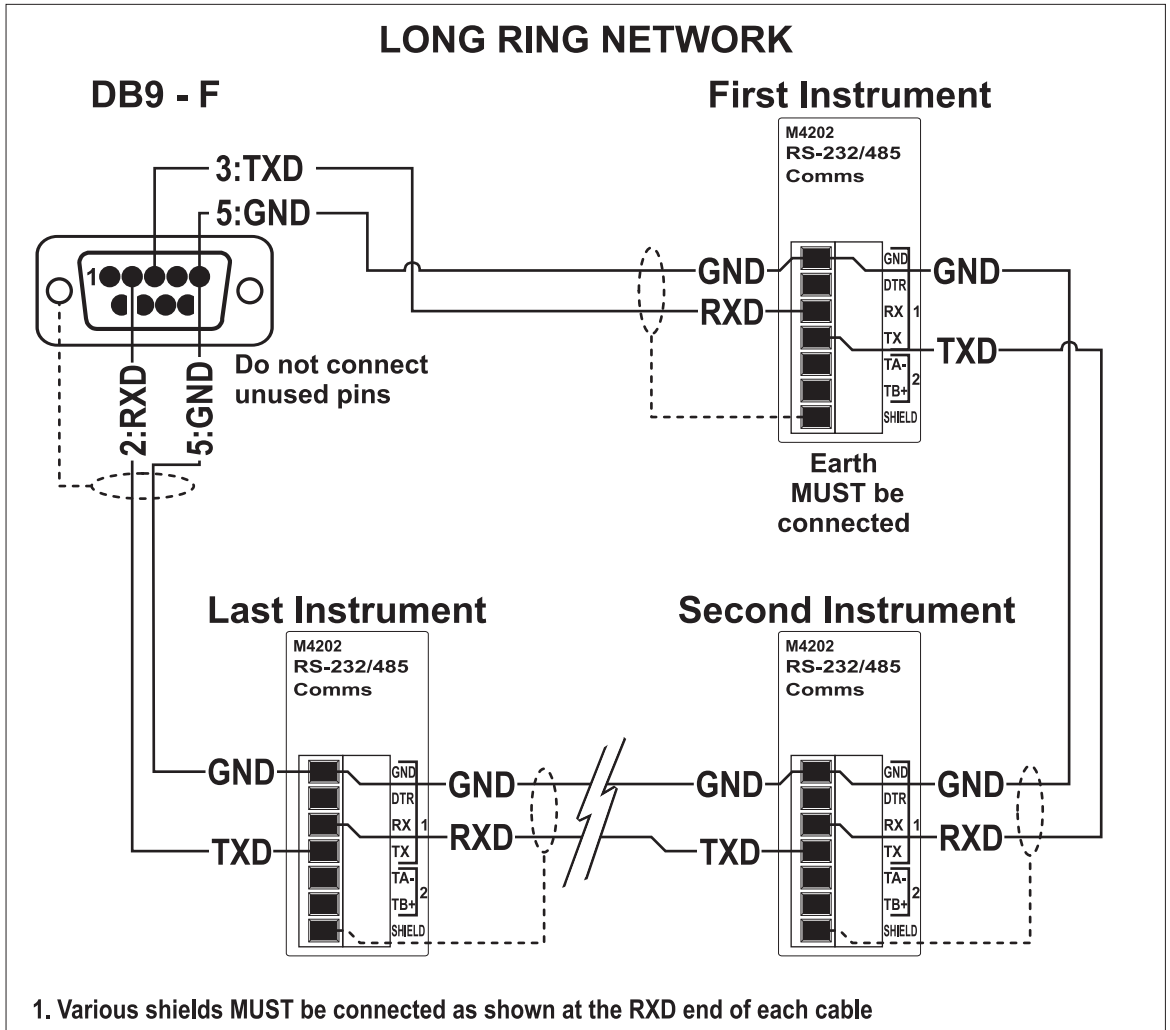 LONG RING NETWORK
DB9 - F
3:TXD
5:GND
1
Do not connect
unused pins
2:RXD
5:GND
First Instrument
M4202
RS-232/485
Comms
GND
RXD
GND
DTR
RX
TX
1
TA-
TB+
2
SHIELD
GND
TXD
Earth
MUST be
connected
Last Instrument
M4202
RS-232/485
Comms
GND
TXD
GND
DTR
RX
TX
1
TA-
TB+
2
SHIELD
GND
RXD
Second Instrument
M4202
RS-232/485
Comms
GND
TXD
GND
DTR
RX
TX
1
TA-
TB+
2
SHIELD
GND
RXD
1. Various shields MUST be connected as shown at the RXD end of each cable